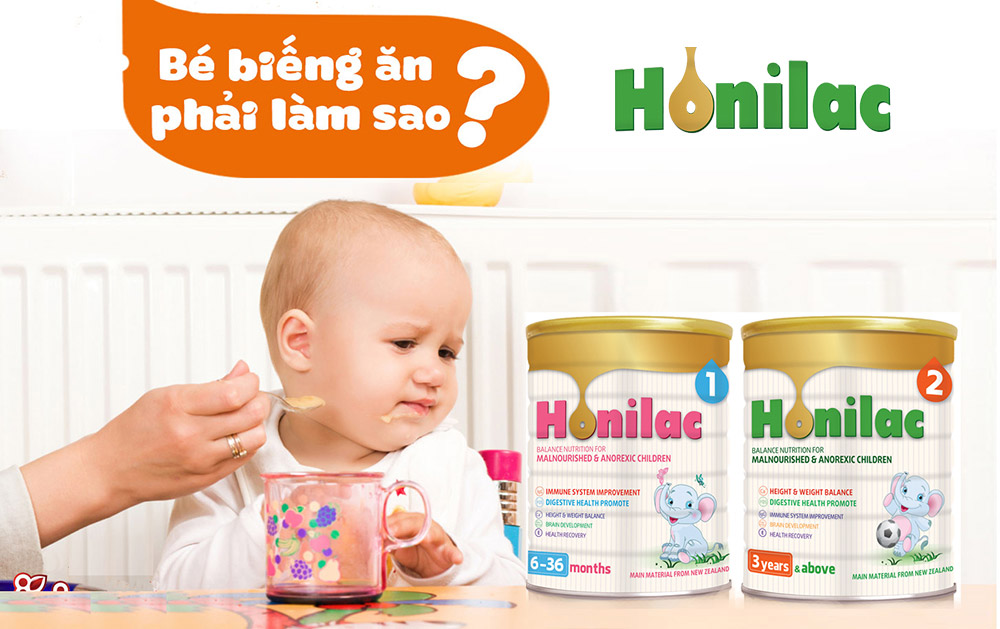 Bé biếng ăn
phải làm sao?
Honilac
1
Honilac
BALANCE NUTRITION FOR
MALNOURISHED & ANOREXIC CHILDREN
IMMUNE SYSTEM IMPROVEMENT
DIGESTIVE HEALTH PROMOTE
HEIGHT & WEIGHT BALANCE
BRAIN DEVELOPMENT
HEALTH RECOVERY
6-36 months
MAIN MATERIAL FROM NEW ZEALAND
2
Honilac
BALANCE NUTRITION FOR
MALNOURISHED & ANOREXIC CHILDREN
HEIGHT & WEIGHT BALANCE
DIGESTIVE HEALTH PROMOTE
IMMUNE SYSTEM IMPROVEMENT
BRAIN DEVELOPMENT
HEALTH RECOVERY
3 years & above
MAIN MATERIAL FROM NEW ZEALAND